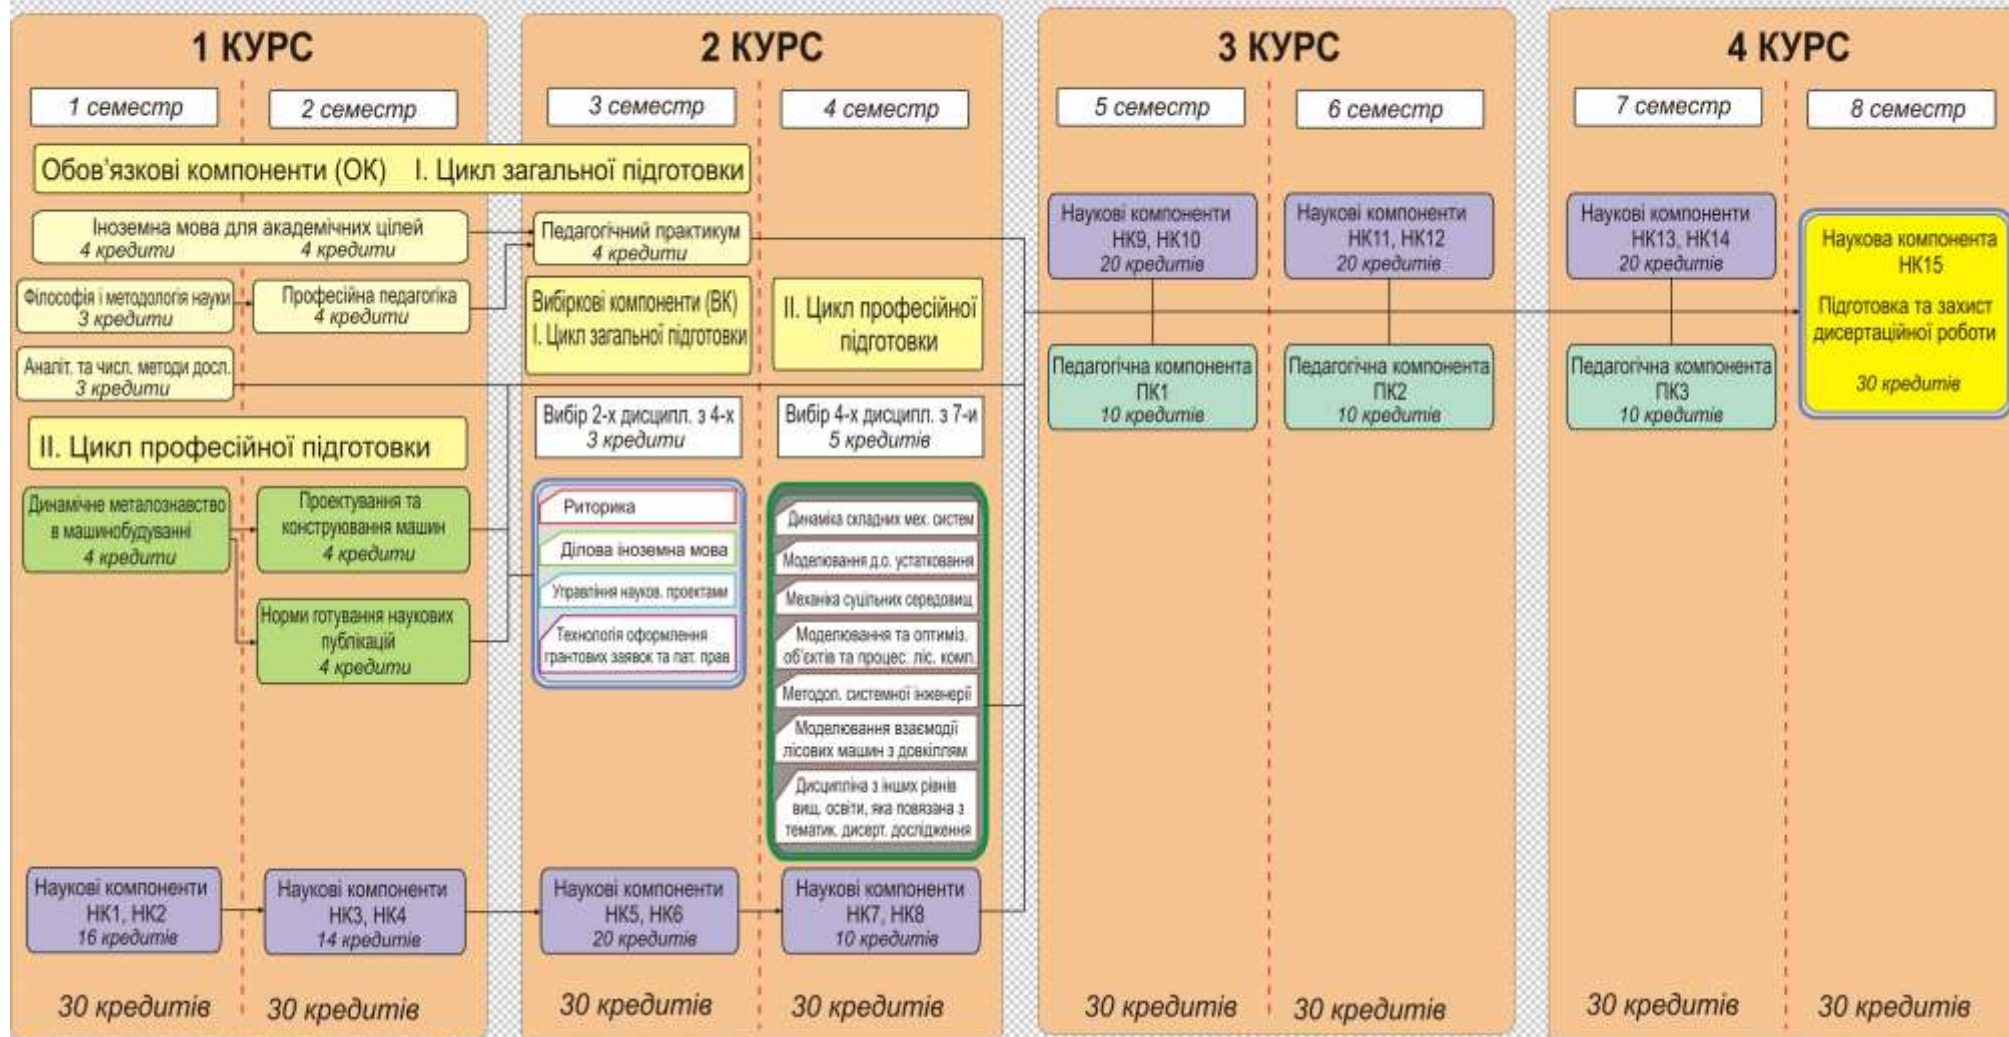 1 КУРС
1 семестр
2 семестр
2 КУРС
3 семестр
4 семестр
3 КУРС
5 семестр
6 семестр
4 КУРС
7 семестр
8 семестр
Обов'язкові компоненти (ОК) I. Цикл загальної підготовки
Іноземна мова для академічних цілей
4 кредити 4 кредити
Філософія і методологія науки
3 кредити
Професійна педагогіка
4 кредити
Аналіт. та числ. методи досл.
3 кредити
II. Цикл професійної підготовки
Динамічне металознавство
в машинобудуванні
4 кредити
Проектування та
конструювання машин
4 кредити
Норми готування наукових
публікацій
4 кредити
Наукові компоненти
НК1, НК2
16 кредитів
Наукові компоненти
НК3, НК4
14 кредитів
30 кредитів
30 кредитів
Педагогічний практикум
4 кредити
Вибіркові компоненти (ВК)
I. Цикл загальної підготовки
II. Цикл професійної
підготовки
Вибір 2-х дисципл. з 4-х
3 кредити
Вибір 4-х дисципл. з 7-и
5 кредитів
Риторика
Ділова іноземна мова
Управління науков. проектами
Технологія оформлення
грантових заявок та пат. прав
Динаміка складних мех. систем
Моделювання д.о. устатковання
Механіка суцільних середовищ
Моделювання та оптиміз.
об'єктів та процес. ліс. комп.
Методол. системної інженерії
Моделювання взаємодії
лісових машин з довкіллям
Дисципліна з інших рівнів
вищ. освіти, яка повязана з
тематик. дисерт. дослідження
Наукові компоненти
НК5, НК6
20 кредитів
Наукові компоненти
НК7, НК8
10 кредитів
30 кредитів
30 кредитів
Наукові компоненти
НК9, НК10
20 кредитів
Наукові компоненти
НК11, НК12
20 кредитів
Педагогічна компонента
ПК1
10 кредитів
Педагогічна компонента
ПК2
10 кредитів
30 кредитів
30 кредитів
Наукові компоненти
НК13, НК14
20 кредитів
Педагогічна компонента
ПК3
10 кредитів
Наукова компонента
НК15
Підготовка та захист
дисертаційної роботи
30 кредитів
30 кредитів
30 кредитів